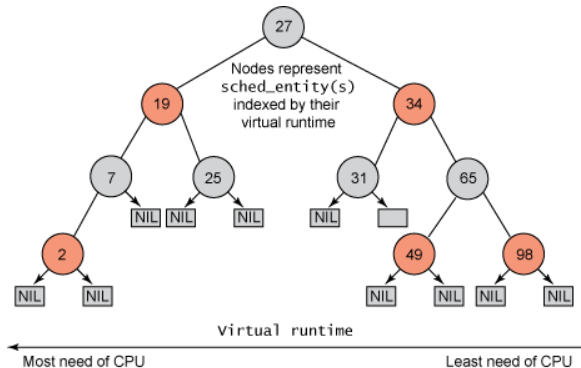 27
Nodes represent
sched_entity(s)
indexed by their
virtual runtime
19
34
7
25
31
65
NIL
NIL
NIL
NIL
2
49
98
NIL
NIL
NIL
NIL
NIL
NIL
Virtual runtime
Most need of CPU
Least need of CPU